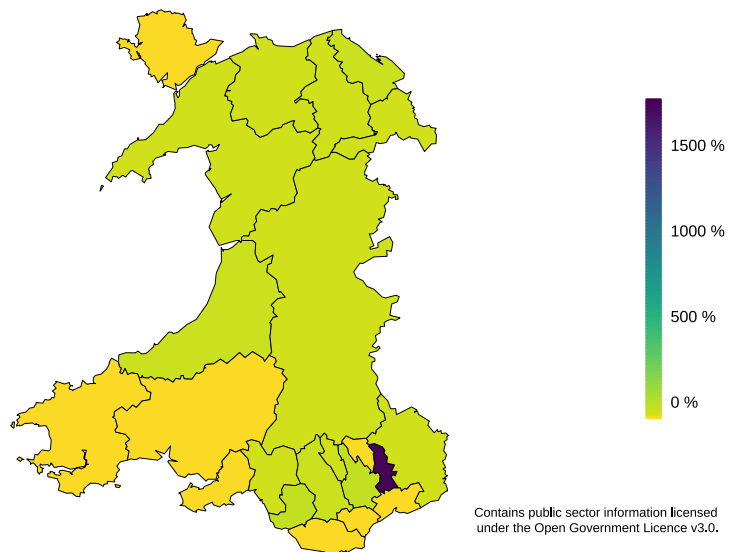 1500 %
1000 %
500 %
0 %
Contains public sector information licensed
under the Open Government Licence v3.0.